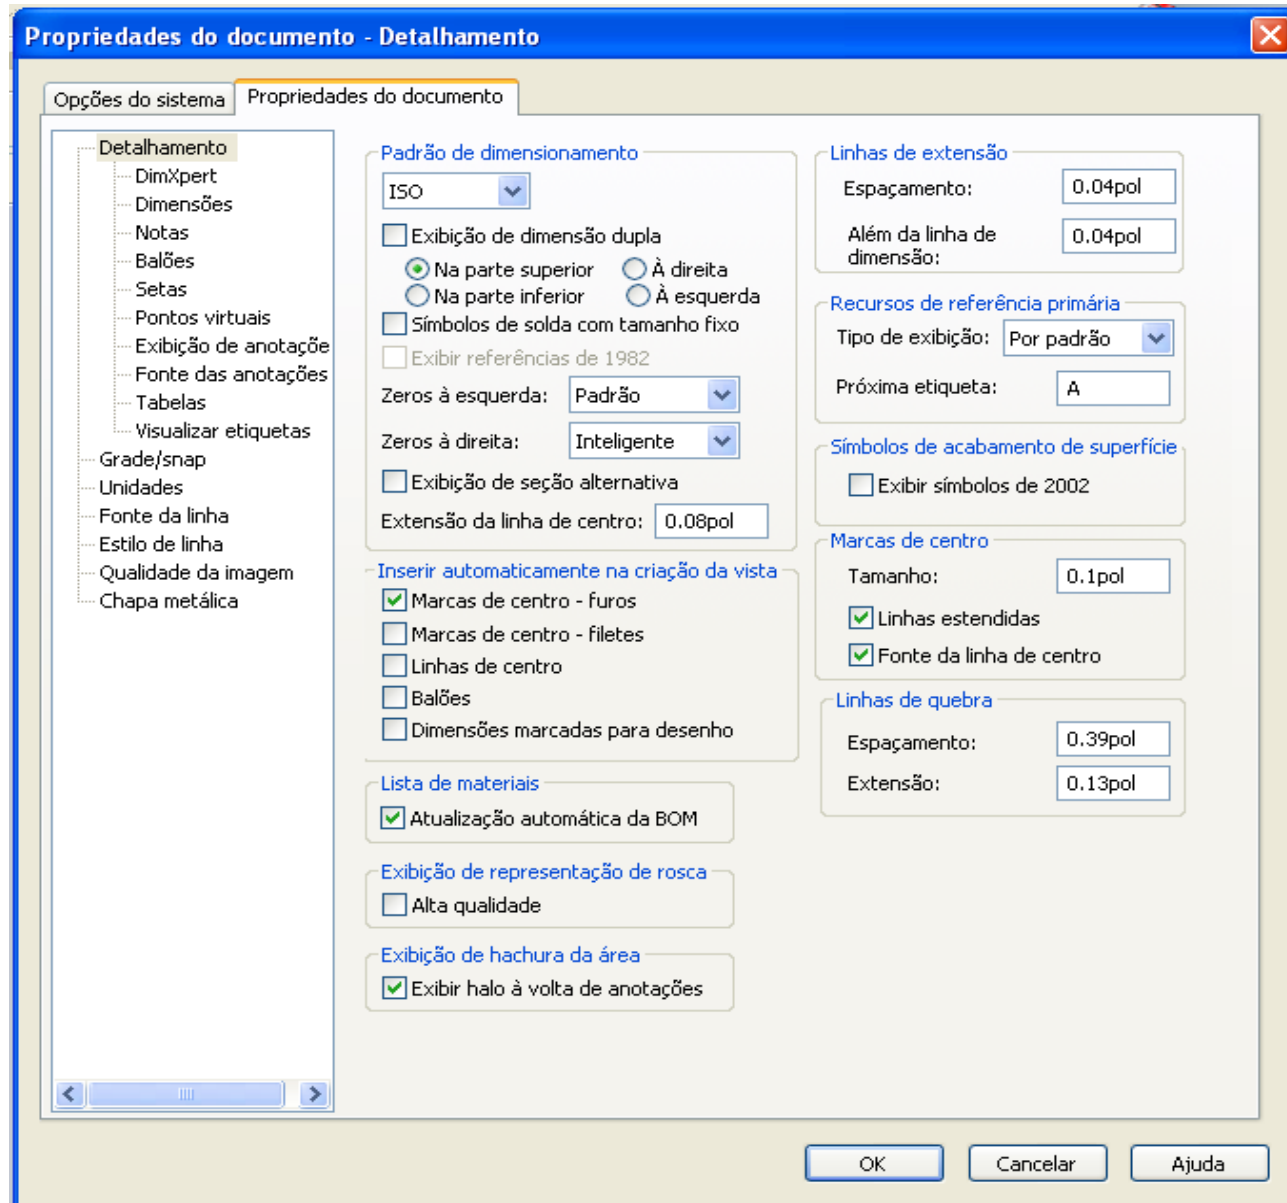 Propriedades do documento - Detalhamento
Opções do sistema
Propriedades do documento
Detalhamento
DimXpert
Dimensões
Notas
Balões
Setas
Pontos virtuais
Exibição de anotaçõe
Fonte das anotações
Tabelas
Visualizar etiquetas
Grade/snap
Unidades
Fonte da linha
Estilo de linha
Qualidade da imagem
Chapa metálica
Padrão de dimensionamento
ISO
Exibição de dimensão dupla
Na parte superior
À direita
Na parte inferior
À esquerda
Símbolos de solda com tamanho fixo
Exibir referências de 1982
Zeros à esquerda: Padrão
Zeros à direita: Inteligente
Exibição de seção alternativa
Extensão da linha de centro: 0.08pol
Inserir automaticamente na criação da vista
Marcas de centro - furos
Marcas de centro - filetes
Linhas de centro
Balões
Dimensões marcadas para desenho
Lista de materiais
Atualização automática da BOM
Exibição de representação de rosca
Alta qualidade
Exibição de hachura da área
Exibir halo à volta de anotações
Linhas de extensão
Espaçamento: 0.04pol
Além da linha de
dimensão: 0.04pol
Recursos de referência primária
Tipo de exibição: Por padrão
Próxima etiqueta: A
Símbolos de acabamento de superfície
Exibir símbolos de 2002
Marcas de centro
Tamanho: 0.1pol
Linhas estendidas
Fonte da linha de centro
Linhas de quebra
Espaçamento: 0.39pol
Extensão: 0.13pol
OK
Cancelar
Ajuda